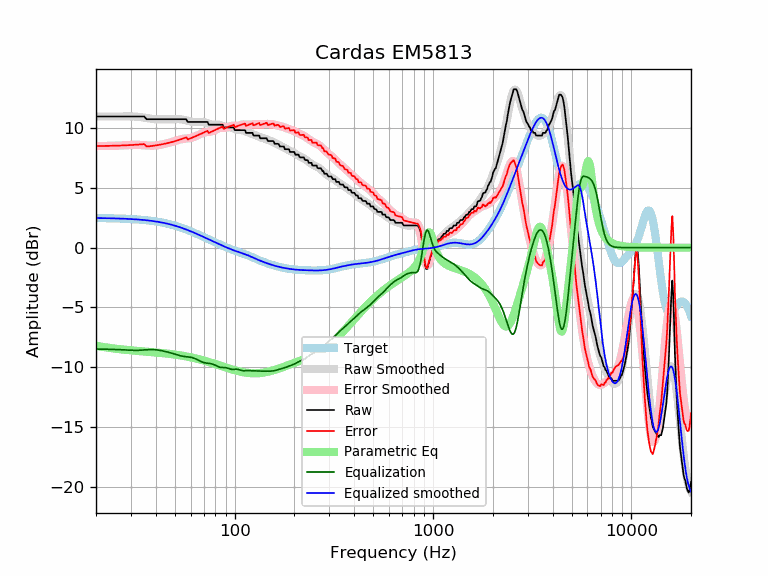 Cardas EM5813
Amplitude (dBr)
10
5
0
−5
−10
−15
−20
100
1000
10000
Frequency (Hz)
Target
Raw Smoothed
Error Smoothed
Raw
Error
Parametric Eq
Equalization
Equalized smoothed